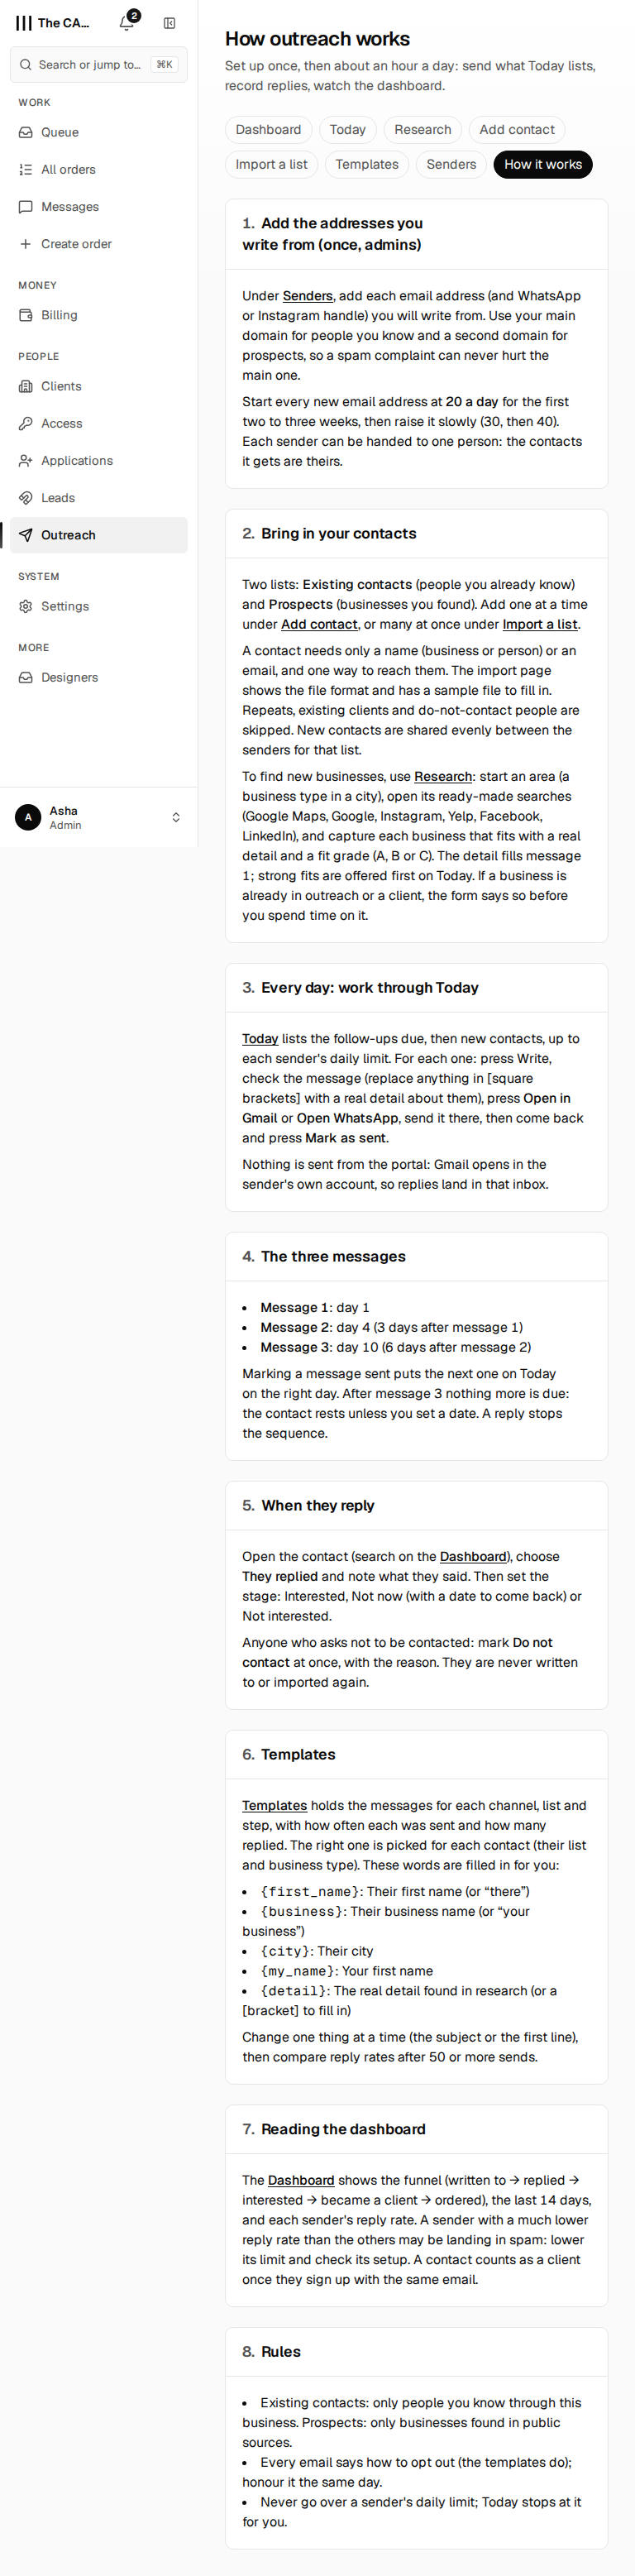 The CA...
2
Search or jump to...
⌘K
WORK
Queue
All orders
Messages
Create order
MONEY
Billing
PEOPLE
Clients
Access
Applications
Leads
Outreach
SYSTEM
Settings
MORE
Designers
A
Asha
Admin
How outreach works
Set up once, then about an hour a day: send what Today lists,
record replies, watch the dashboard.
Dashboard
Today
Research
Add contact
Import a list
Templates
Senders
How it works
1. Add the addresses you
write from (once, admins)
Under Senders, add each email address (and WhatsApp
or Instagram handle) you will write from. Use your main
domain for people you know and a second domain for
prospects, so a spam complaint can never hurt the
main one.
Start every new email address at 20 a day for the first
two to three weeks, then raise it slowly (30, then 40).
Each sender can be handed to one person: the contacts
it gets are theirs.
2. Bring in your contacts
Two lists: Existing contacts (people you already know)
and Prospects (businesses you found). Add one at a time
under Add contact, or many at once under Import a list.
A contact needs only a name (business or person) or an
email, and one way to reach them. The import page
shows the file format and has a sample file to fill in.
Repeats, existing clients and do-not-contact people are
skipped. New contacts are shared evenly between the
senders for that list.
To find new businesses, use Research: start an area (a
business type in a city), open its ready-made searches
(Google Maps, Google, Instagram, Yelp, Facebook,
LinkedIn), and capture each business that fits with a real
detail and a fit grade (A, B or C). The detail fills message
1; strong fits are offered first on Today. If a business is
already in outreach or a client, the form says so before
you spend time on it.
3. Every day: work through Today
Today lists the follow-ups due, then new contacts, up to
each sender's daily limit. For each one: press Write,
check the message (replace anything in [square
brackets] with a real detail about them), press Open in
Gmail or Open WhatsApp, send it there, then come back
and press Mark as sent.
Nothing is sent from the portal: Gmail opens in the
sender's own account, so replies land in that inbox.
4. The three messages
• Message 1: day 1
• Message 2: day 4 (3 days after message 1)
• Message 3: day 10 (6 days after message 2)
Marking a message sent puts the next one on Today
on the right day. After message 3 nothing more is due:
the contact rests unless you set a date. A reply stops
the sequence.
5. When they reply
Open the contact (search on the Dashboard), choose
They replied and note what they said. Then set the
stage: Interested, Not now (with a date to come back) or
Not interested.
Anyone who asks not to be contacted: mark Do not
contact at once, with the reason. They are never written
to or imported again.
6. Templates
Templates holds the messages for each channel, list and
step, with how often each was sent and how many
replied. The right one is picked for each contact (their list
and business type). These words are filled in for you:
• {first_name}: Their first name (or “there”)
• {business}: Their business name (or “your
business”)
• {city}: Their city
• {my_name}: Your first name
• {detail}: The real detail found in research (or a
[bracket] to fill in)
Change one thing at a time (the subject or the first line),
then compare reply rates after 50 or more sends.
7. Reading the dashboard
The Dashboard shows the funnel (written to → replied →
interested → became a client → ordered), the last 14 days,
and each sender's reply rate. A sender with a much lower
reply rate than the others may be landing in spam: lower
its limit and check its setup. A contact counts as a client
once they sign up with the same email.
8. Rules
• Existing contacts: only people you know through this
business. Prospects: only businesses found in public
sources.
• Every email says how to opt out (the templates do);
honour it the same day.
• Never go over a sender's daily limit; Today stops at it
for you.